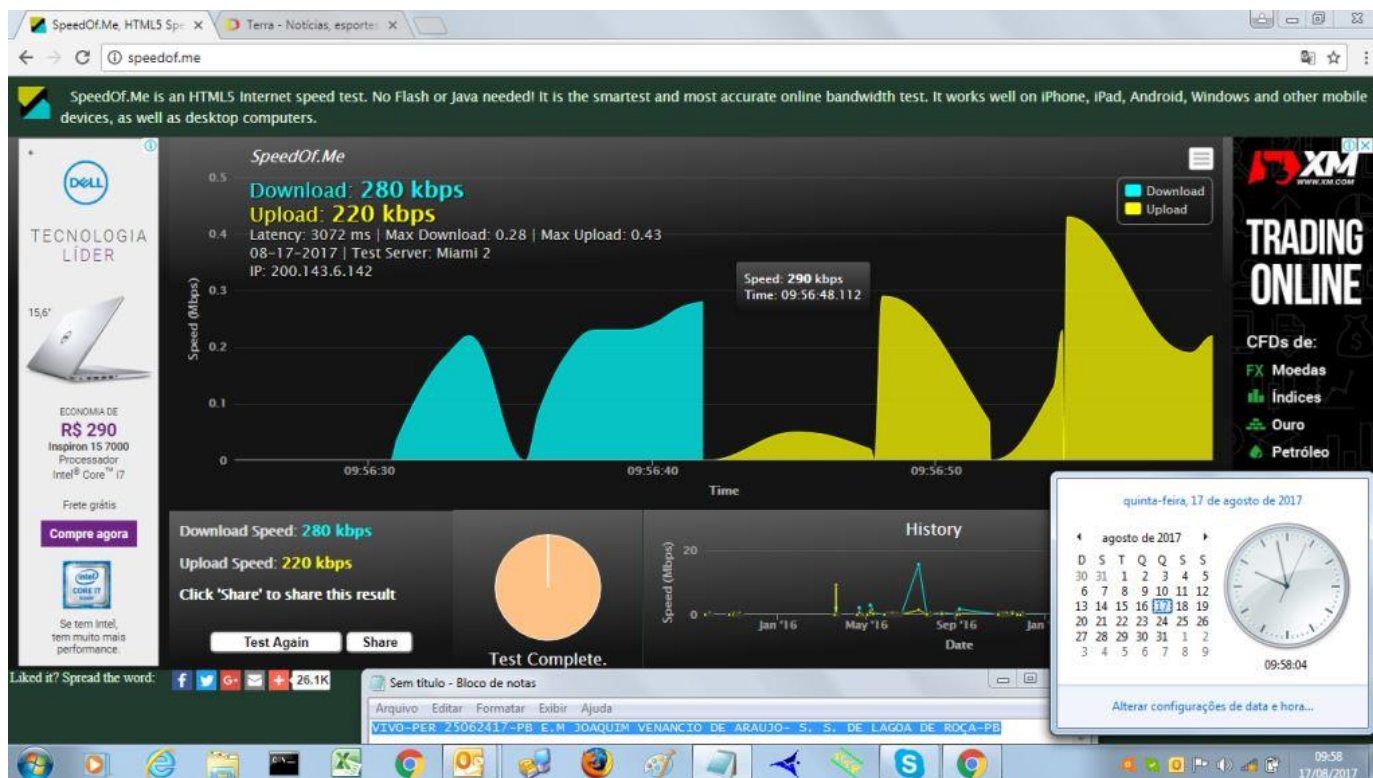 SpeedOf.Me, HTML5 Spe
Terra - Notícias, esporte
speedof.me
SpeedOf.Me is an HTML5 Internet speed test. No Flash or Java needed! It is the smartest and most accurate online bandwidth test. It works well on iPhone, iPad, Android, Windows and other mobile
devices, as well as desktop computers.
DELL
TECNOLOGIA
LÍDER
15,6"
ECONOMIA DE
R$ 290
Inspiron 15 7000
Processador
Intel® Core™ i7
Frete grátis
Compre agora
intel
CORE i7
Se tem Intel,
tem muito mais
performance.
SpeedOf.Me
Download: 280 kbps
Upload: 220 kbps
Latency: 3072 ms | Max Download: 0.28 | Max Upload: 0.43
08-17-2017 | Test Server: Miami 2
IP: 200.143.6.142
Download
Upload
Speed: 290 kbps
Time: 09:56:48.112
Speed (Mbps)
0.5
0.4
0.3
0.2
0.1
0
09:56:30
09:56:40
09:56:50
Time
XM
WWW.XM.COM
TRADING
ONLINE
CFDs de:
FX Moedas
Índices
Ouro
Petróleo
Download Speed: 280 kbps
Upload Speed: 220 kbps
Click 'Share' to share this result
Test Again
Share
Test Complete.
History
Speed (Mbps)
20
0
Jan '16
May '16
Sep '16
Jan
Date
quinta-feira, 17 de agosto de 2017
agosto de 2017
D S T Q Q S S
30 31 1 2 3 4 5
6 7 8 9 10 11 12
13 14 15 16 17 18 19
20 21 22 23 24 25 26
27 28 29 30 31 1 2
3 4 5 6 7 8 9
09:58:04
Alterar configurações de data e hora...
Liked it? Spread the word:
26.1K
Sem título - Bloco de notas
Arquivo Editar Formatar Exibir Ajuda
VIVO-PER 25062417-PB E.M JOAQUIM VENANCIO DE ARAUJO- S. S. DE LAGOA DE ROÇA-PB
09:58
17/08/2017